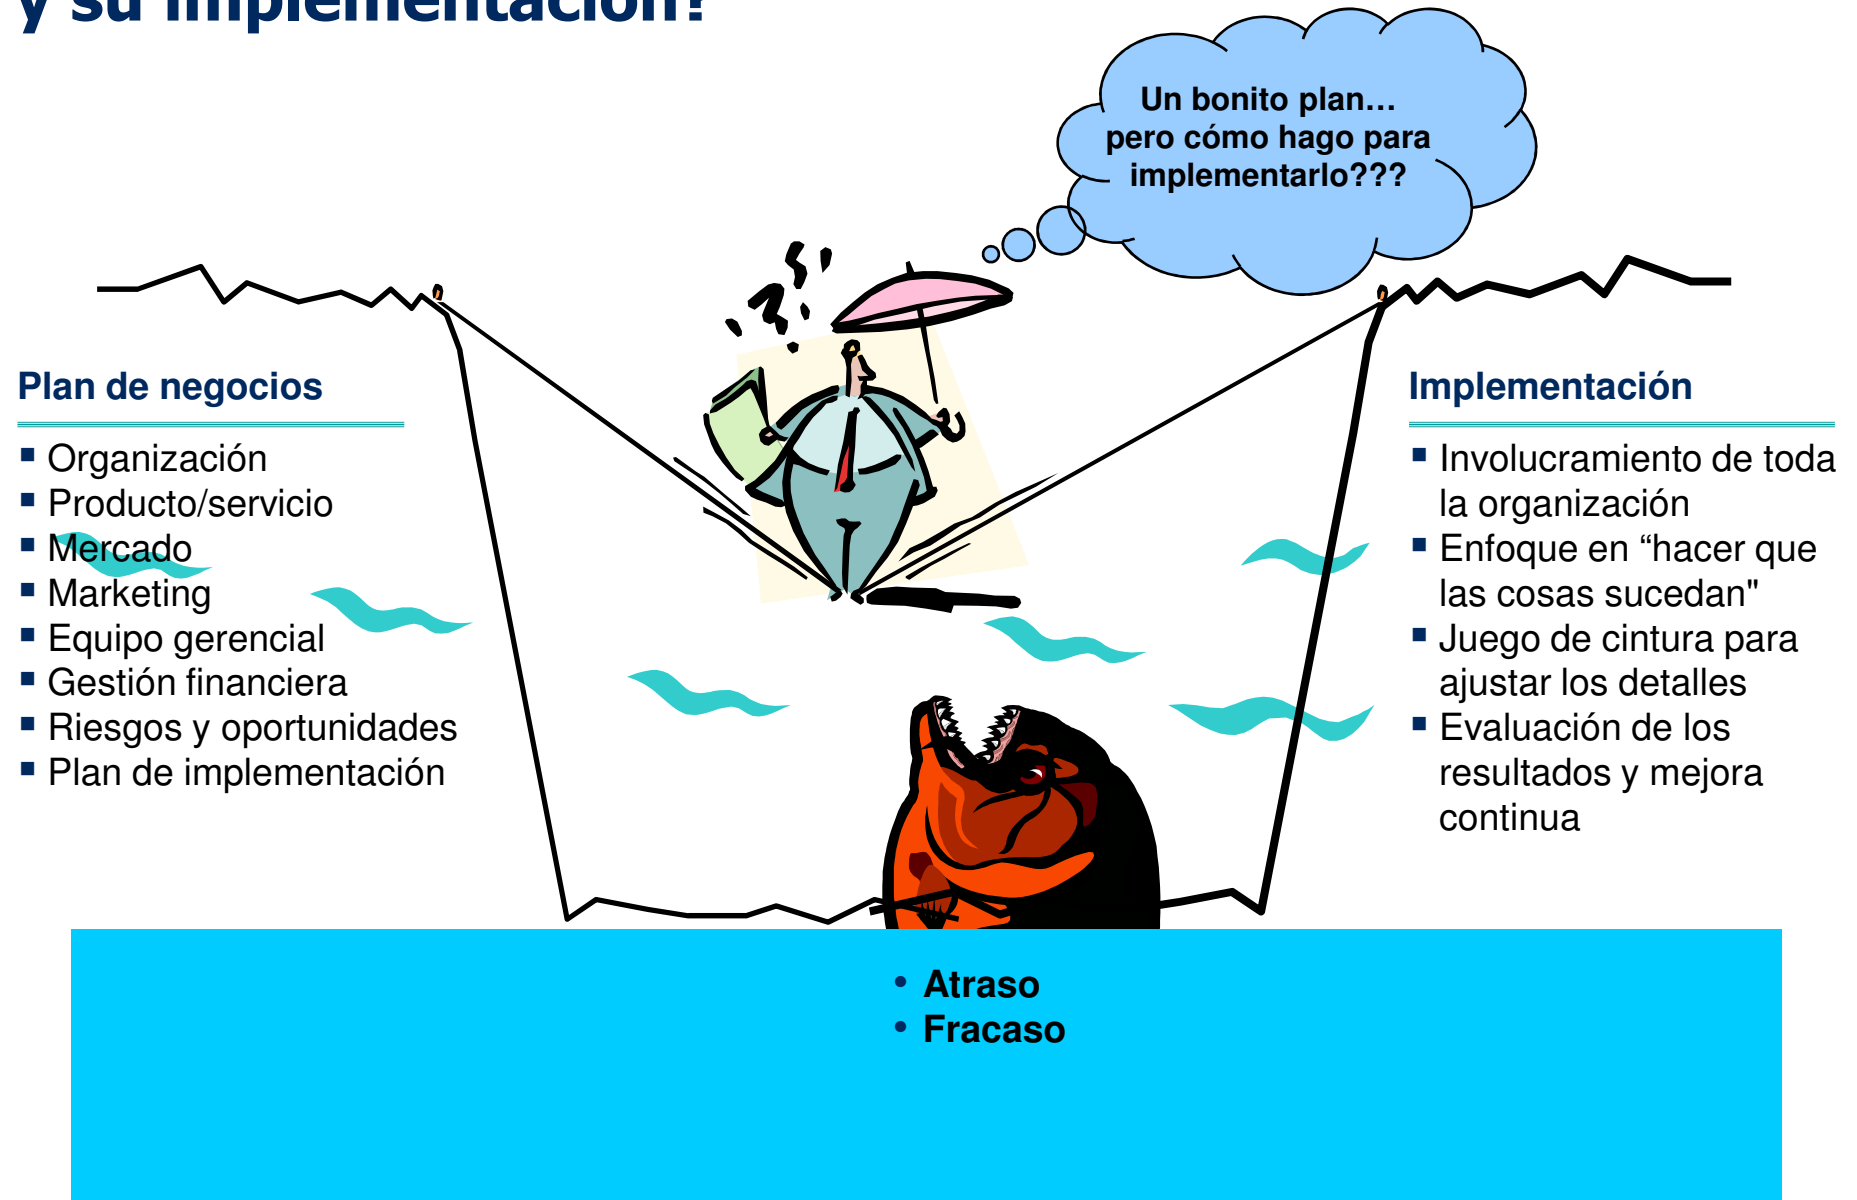 y su implementación?
Un bonito plan…
pero cómo hago para
implementarlo???
Plan de negocios
▪ Organización
▪ Producto/servicio
▪ Mercado
▪ Marketing
▪ Equipo gerencial
▪ Gestión financiera
▪ Riesgos y oportunidades
▪ Plan de implementación
Implementación
▪ Involucramiento de toda
la organización
▪ Enfoque en “hacer que
las cosas sucedan"
▪ Juego de cintura para
ajustar los detalles
▪ Evaluación de los
resultados y mejora
continua
• Atraso
• Fracaso